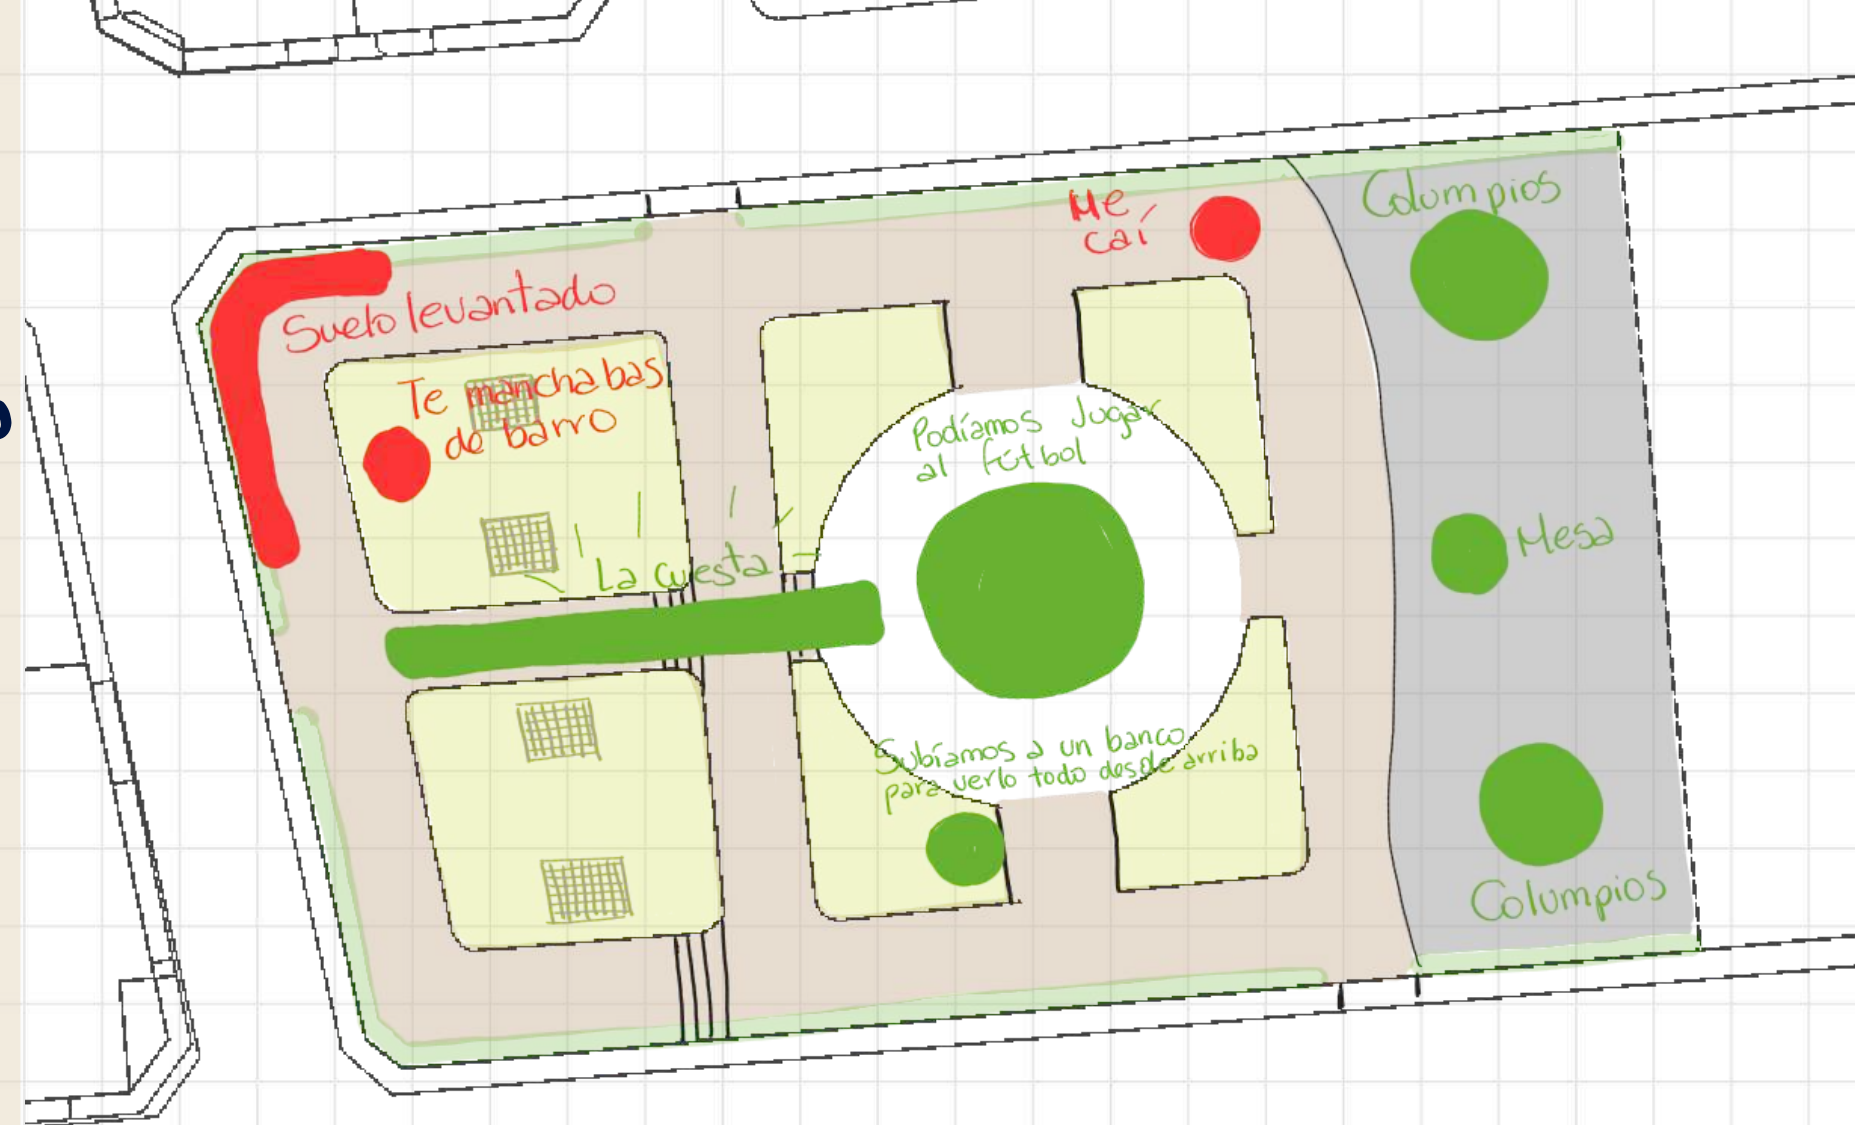 Columpios
Me
caí
Suelo levantado
Te manchabas
de barro
Podíamos Jugar
al fútbol
La cuesta
Mesa
Subíamos a un banco
para verlo todo desde arriba
Columpios